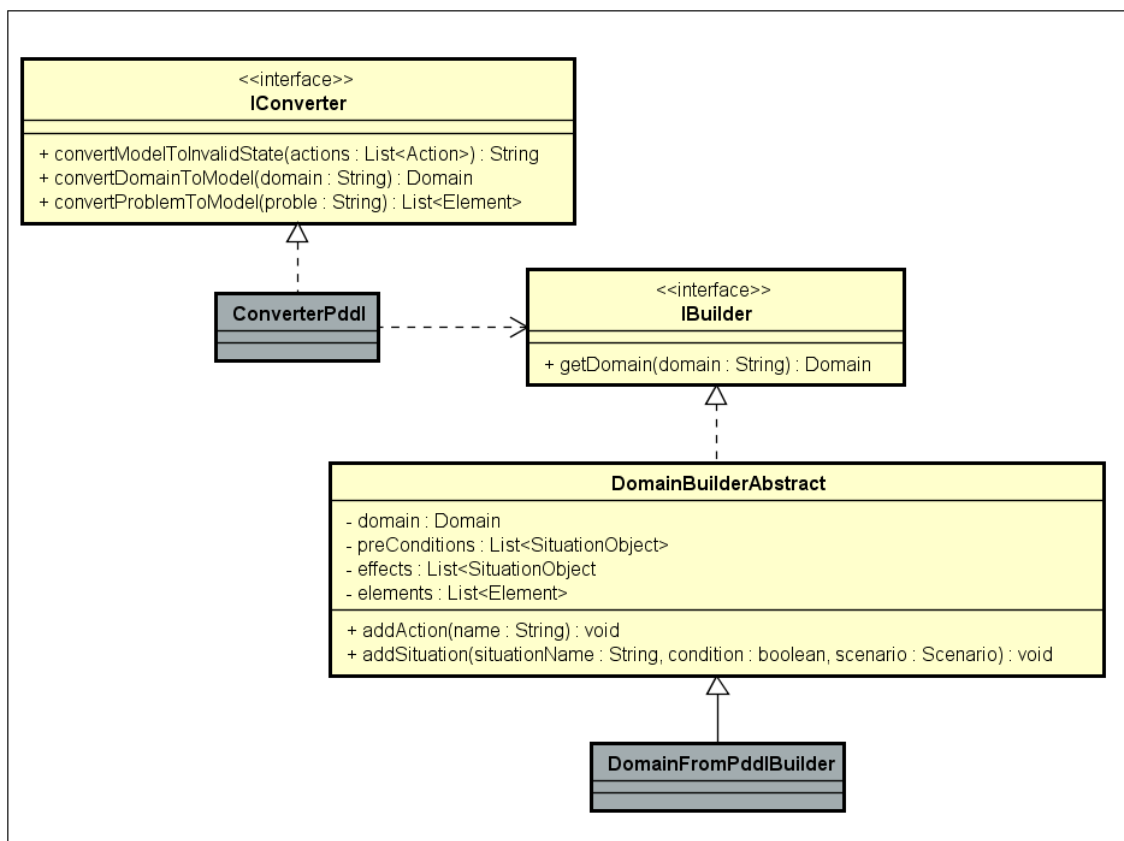 <<interface>>
IConverter
+ convertModelToInvalidState(actions : List<Action>) : String
+ convertDomainToModel(domain : String) : Domain
+ convertProblemToModel(proble : String) : List<Element>
ConverterPddl
<<interface>>
IBuilder
+ getDomain(domain : String) : Domain
DomainBuilderAbstract
- domain : Domain
- preConditions : List<SituationObject>
- effects : List<SituationObject
- elements : List<Element>
+ addAction(name : String) : void
+ addSituation(situationName : String, condition : boolean, scenario : Scenario) : void
DomainFromPddlBuilder